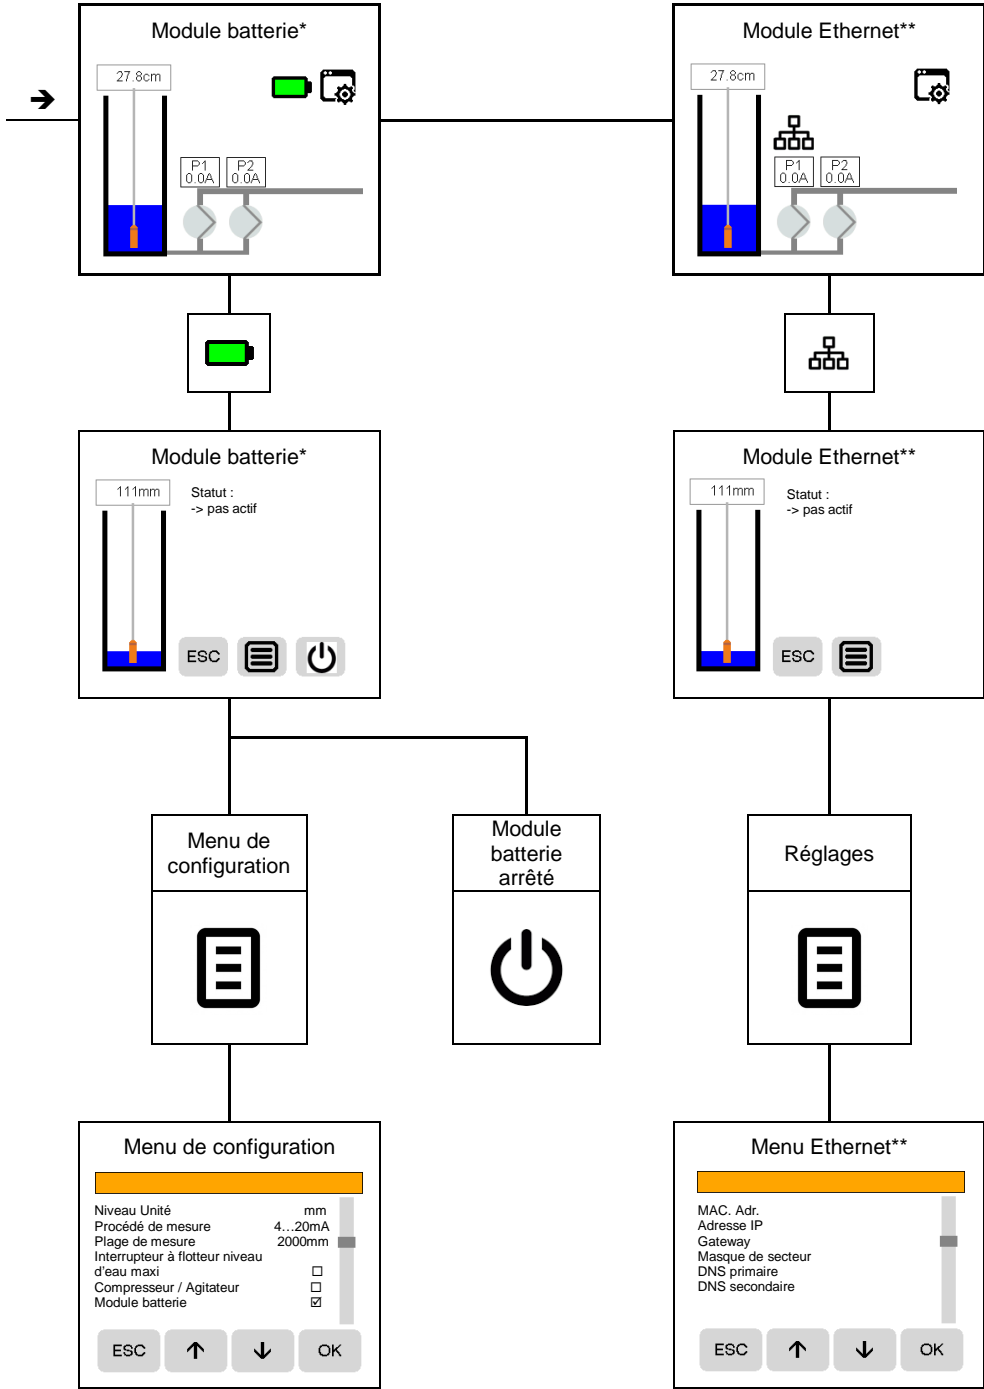 Module batterie*
27.8cm
P1
0.0A
P2
0.0A
Module Ethernet**
27.8cm
P1
0.0A
P2
0.0A
Module batterie*
111mm
Statut :
-> pas actif
ESC
Module Ethernet**
111mm
Statut :
-> pas actif
ESC
Menu de
configuration
Module
batterie
arrêté
Réglages
Menu de configuration
Niveau Unité mm
Procédé de mesure 4…20mA
Plage de mesure 2000mm
Interrupteur à flotteur niveau
d'eau maxi ☐
Compresseur / Agitateur ☐
Module batterie ☑
ESC ↑ ↓ OK
Menu Ethernet**
MAC. Adr.
Adresse IP
Gateway
Masque de secteur
DNS primaire
DNS secondaire
ESC ↑ ↓ OK